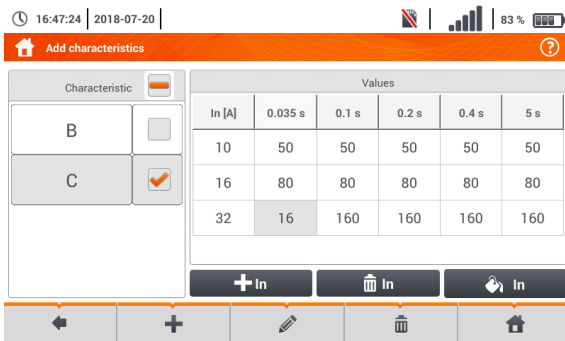 16:47:24 2018-07-20 83 %
Add characteristics ?
Characteristic Values
In [A] 0.035 s 0.1 s 0.2 s 0.4 s 5 s
B
10 50 50 50 50 50
C
16 80 80 80 80 80
32 16 160 160 160 160
In In In